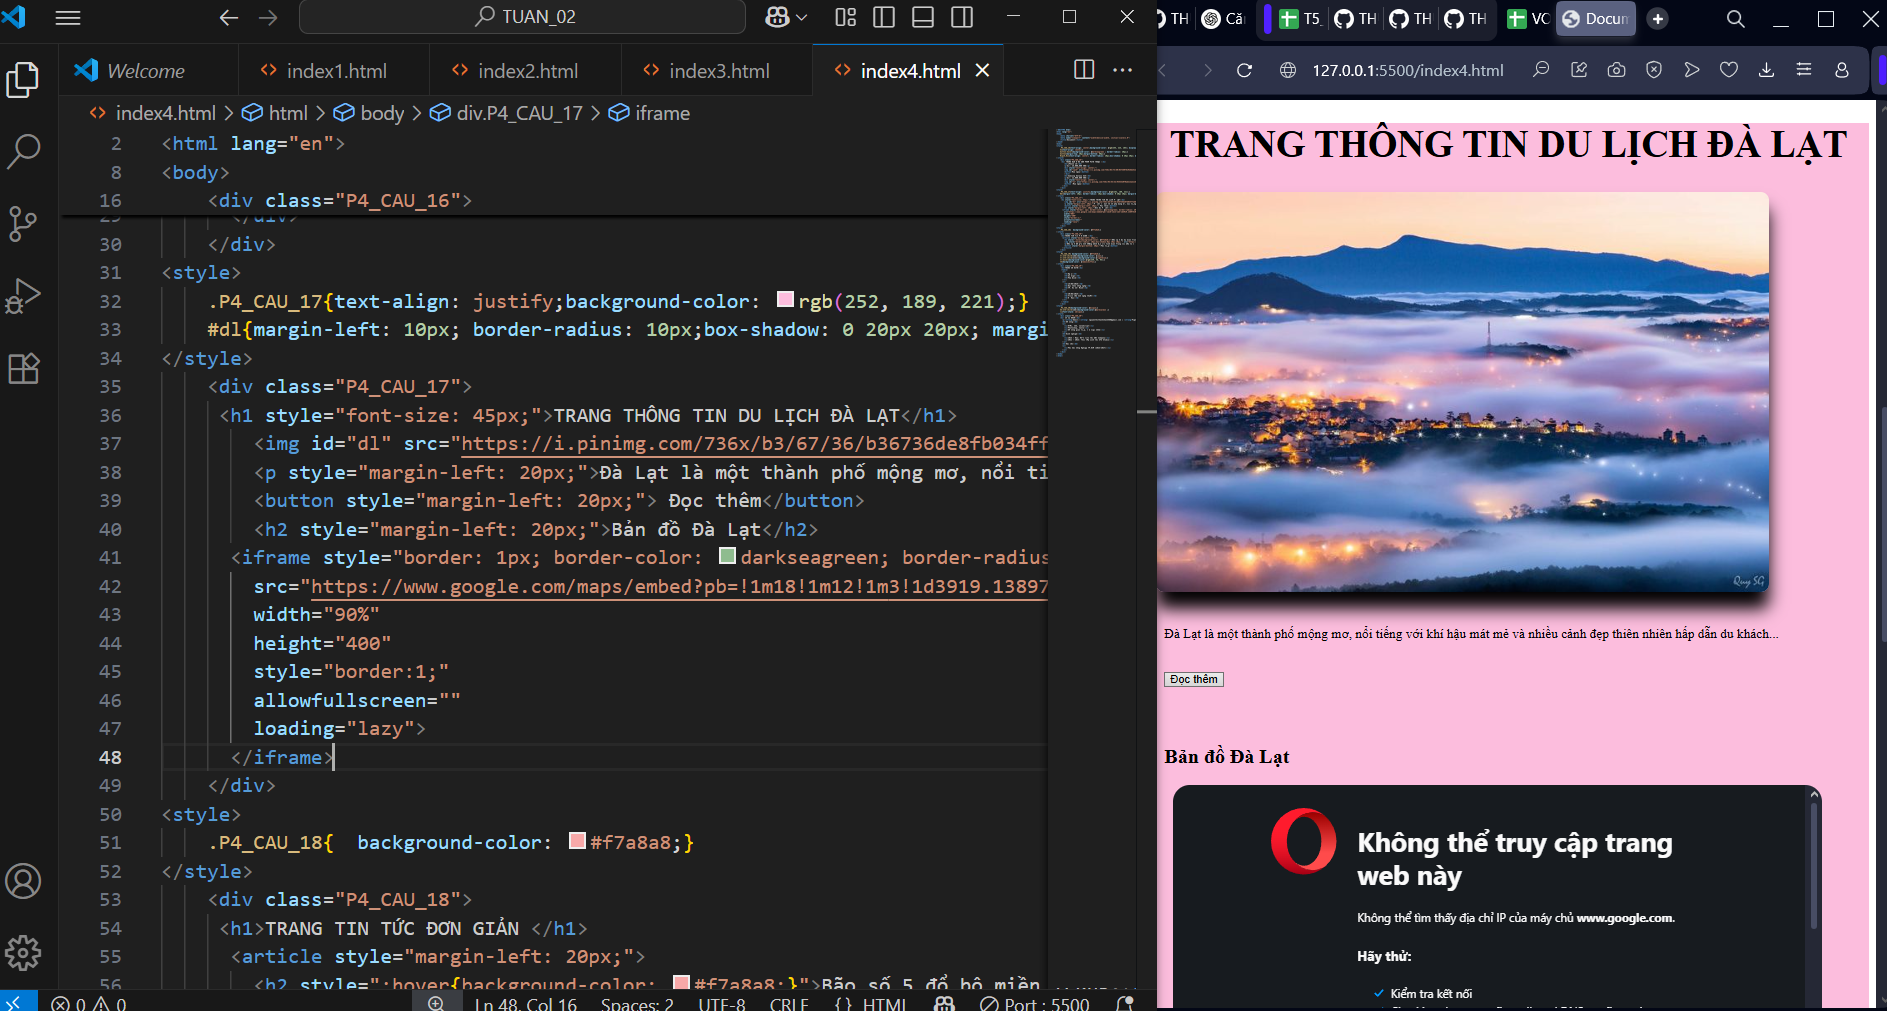 TUAN_02
Welcome
index1.html
index2.html
index3.html
index4.html
index4.html > html > body > div.P4_CAU_17 > iframe
2 <html lang="en">
8 <body>
16 <div class="P4_CAU_16">
29 </div>
30 </div>
31 <style>
32 .P4_CAU_17{text-align: justify;background-color: rgb(252, 189, 221);}
33 #dl{margin-left: 10px; border-radius: 10px;box-shadow: 0 20px 20px; margi
34 </style>
35 <div class="P4_CAU_17">
36 <h1 style="font-size: 45px;">TRANG THÔNG TIN DU LỊCH ĐÀ LẠT</h1>
37 <img id="dl" src="https://i.pinimg.com/736x/b3/67/36/b36736de8fb034ff
38 <p style="margin-left: 20px;">Đà Lạt là một thành phố mộng mơ, nổi ti
39 <button style="margin-left: 20px;"> Đọc thêm</button>
40 <h2 style="margin-left: 20px;">Bản đồ Đà Lạt</h2>
41 <iframe style="border: 1px; border-color: darkseagreen; border-radius
42 src="https://www.google.com/maps/embed?pb=!1m18!1m12!1m3!1d3919.13897
43 width="90%"
44 height="400"
45 style="border:1;"
46 allowfullscreen=""
47 loading="lazy">
48 </iframe>
49 </div>
50 <style>
51 .P4_CAU_18{ background-color: #f7a8a8;}
52 </style>
53 <div class="P4_CAU_18">
54 <h1>TRANG TIN TỨC ĐƠN GIẢN </h1>
55 <article style="margin-left: 20px;">
56 <h2 style=":hover{background-color: #f7a8a8;}">Bão số 5 đổ bộ miền
0 0
Ln 48, Col 16
Spaces: 2
UTF-8
CRLF
{} HTML
Port : 5500
TH
Că
T5_
TH
TH
TH
VC
Docum
127.0.0.1:5500/index4.html
TRANG THÔNG TIN DU LỊCH ĐÀ LẠT
Quy SG
Đà Lạt là một thành phố mộng mơ, nổi tiếng với khí hậu mát mẻ và nhiều cảnh đẹp thiên nhiên hấp dẫn du khách...
Đọc thêm
Bản đồ Đà Lạt
Không thể truy cập trang
web này
Không thể tìm thấy địa chỉ IP của máy chủ www.google.com.
Hãy thử:
Kiểm tra kết nối